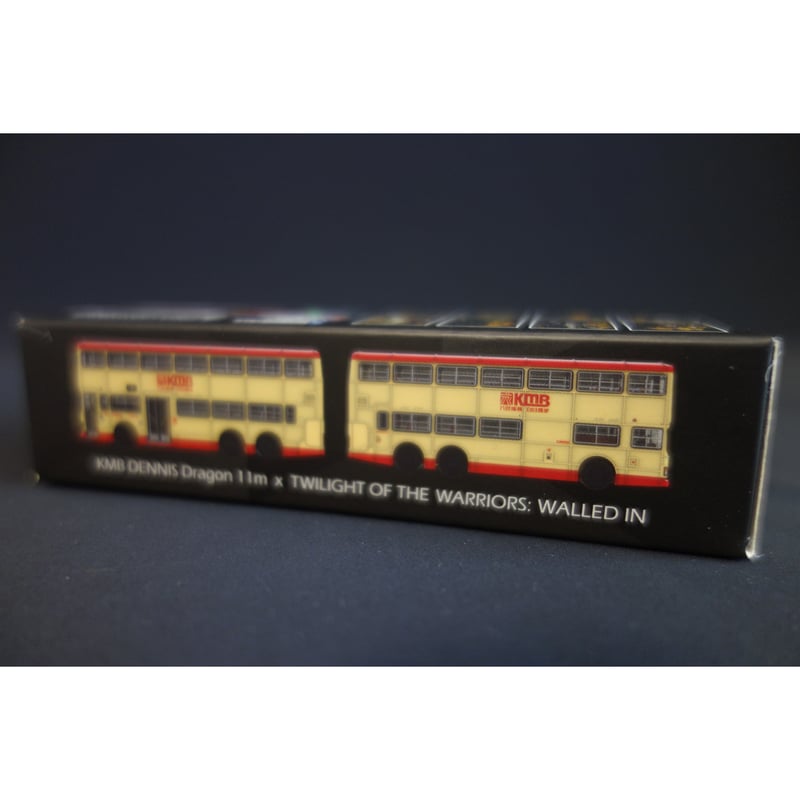 KMB
KMB
KMB DENNIS Dragon 11m x TWILIGHT OF THE WARRIORS: WALLED IN